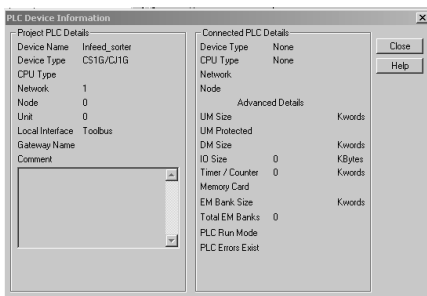 PLC Device Information
Project PLC Details
Device Name Infeed_sorter
Device Type CS1G/CJ1G
CPU Type
Network 1
Node 0
Unit 0
Local Interface Toolbus
Gateway Name
Comment
Connected PLC Details
Device Type None
CPU Type None
Network
Node
Advanced Details
UM Size Kwords
UM Protected
DM Size Kwords
IO Size 0 KBytes
Timer / Counter 0 Kwords
Memory Card
EM Bank Size Kwords
Total EM Banks 0
PLC Run Mode
PLC Errors Exist
Close
Help